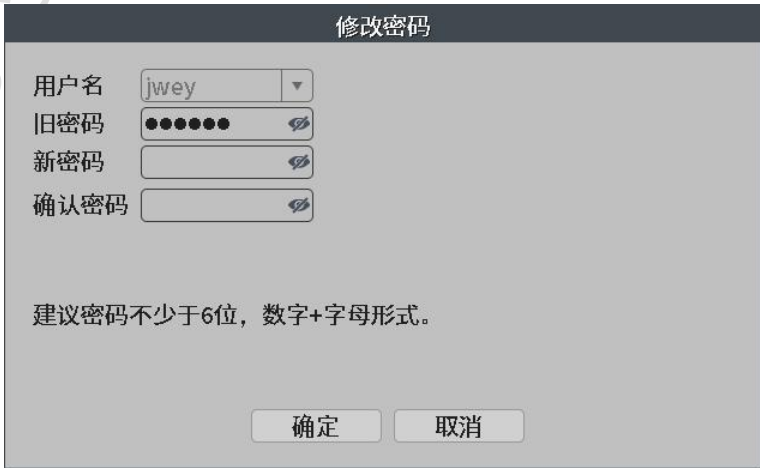 修改密码
用户名 jwey
旧密码 ●●●●●●
新密码
确认密码
建议密码不少于6位，数字+字母形式。
确定 取消